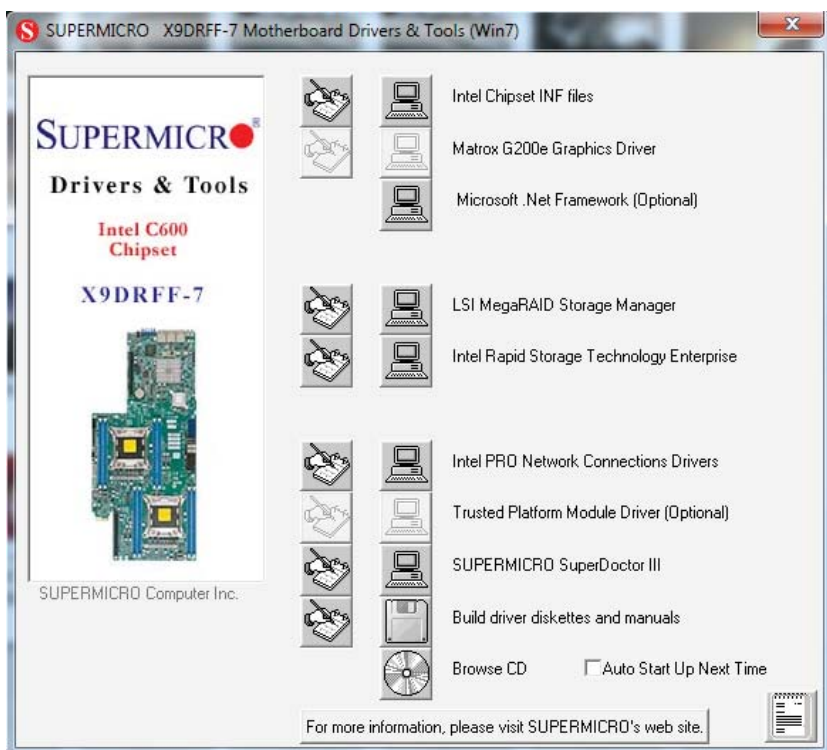 SUPERMICRO X9DRFF-7 Motherboard Drivers & Tools (Win7)
SUPERMICRO®
Drivers & Tools
Intel C600
Chipset
X9DRFF-7
SUPERMICRO Computer Inc.
Intel Chipset INF files
Matrox G200e Graphics Driver
Microsoft .Net Framework (Optional)
LSI MegaRAID Storage Manager
Intel Rapid Storage Technology Enterprise
Intel PRO Network Connections Drivers
Trusted Platform Module Driver (Optional)
SUPERMICRO SuperDoctor III
Build driver diskettes and manuals
Browse CD Auto Start Up Next Time
For more information, please visit SUPERMICRO's web site.